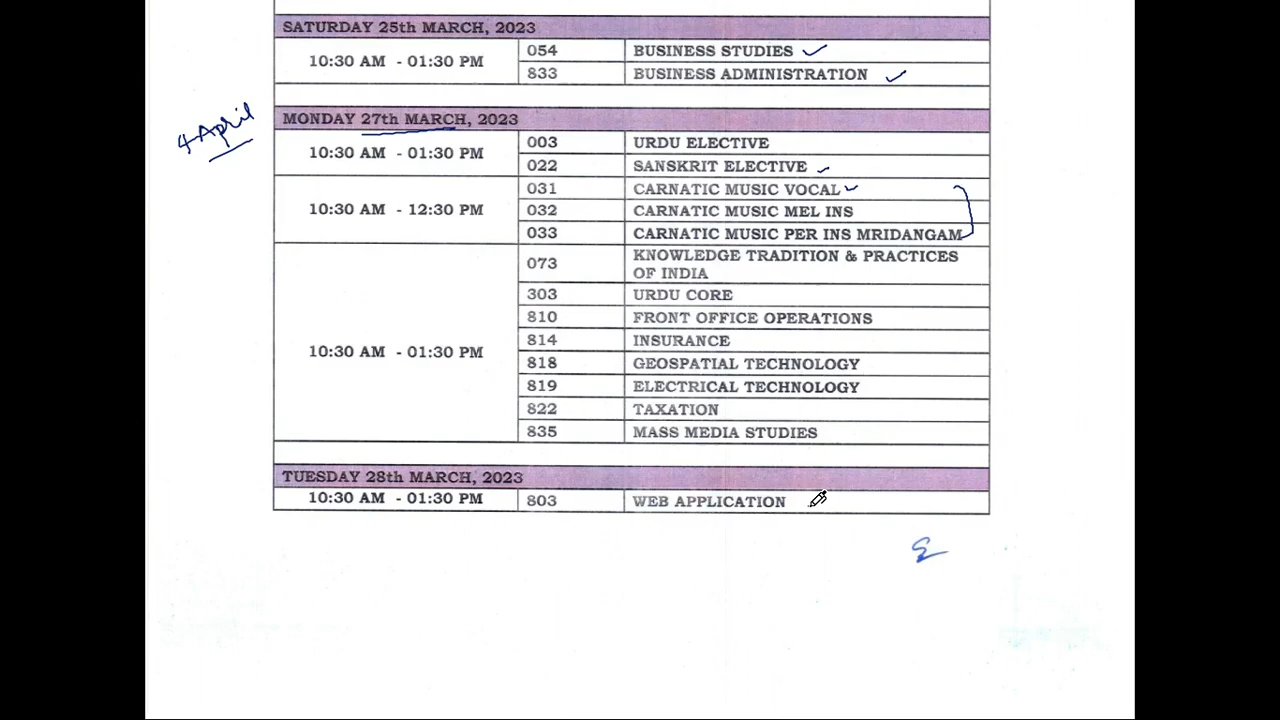 SATURDAY 25th MARCH, 2023
10:30 AM - 01:30 PM
054 BUSINESS STUDIES
833 BUSINESS ADMINISTRATION
4 April
MONDAY 27th MARCH, 2023
10:30 AM - 01:30 PM
003 URDU ELECTIVE
022 SANSKRIT ELECTIVE
10:30 AM - 12:30 PM
031 CARNATIC MUSIC VOCAL
032 CARNATIC MUSIC MEL INS
033 CARNATIC MUSIC PER INS MRIDANGAM
10:30 AM - 01:30 PM
073 KNOWLEDGE TRADITION & PRACTICES
OF INDIA
303 URDU CORE
810 FRONT OFFICE OPERATIONS
814 INSURANCE
818 GEOSPATIAL TECHNOLOGY
819 ELECTRICAL TECHNOLOGY
822 TAXATION
835 MASS MEDIA STUDIES
TUESDAY 28th MARCH, 2023
10:30 AM - 01:30 PM
803 WEB APPLICATION